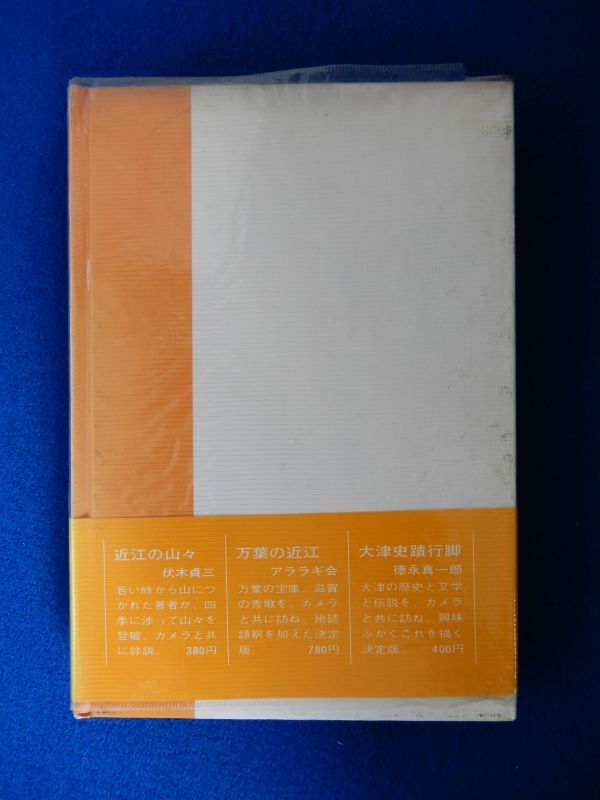 近江の山々
伏木貞三
若い時から山につ
かれた著者が、四
季に渉って山々を
登破、カメラと共
に詳説。 380円
万葉の近江
アララギ会
万葉の宝庫、滋賀
の秀歌を、カメラ
と共に訪ね、地誌
語釈を加えた決定
版 780円
大津史蹟行脚
徳永真一郎
大津の歴史と文学
と伝説を、カメラ
と共に訪ね、興味
ふかくこれを描く
決定版。 400円